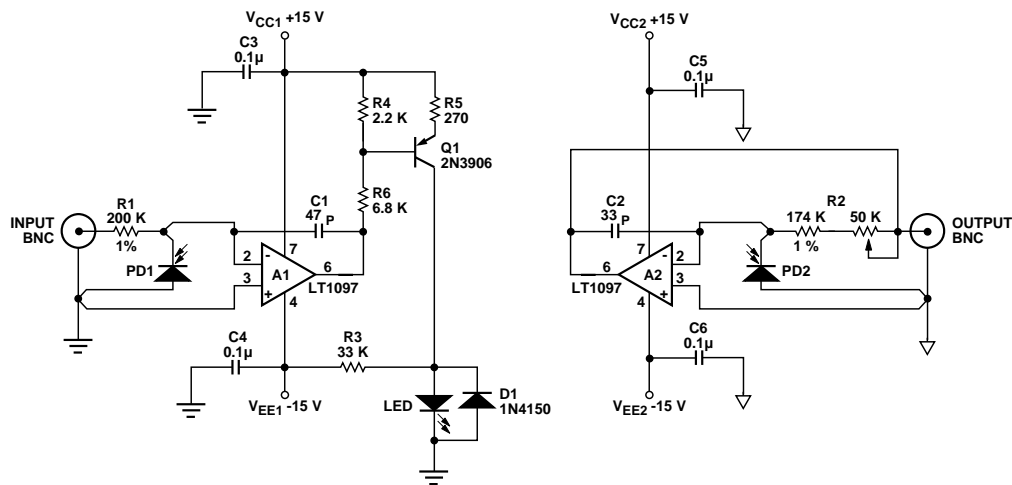 VCC1 +15 V
C3
0.1µ
R4
2.2 K
R5
270
Q1
2N3906
R6
6.8 K
C1
47 P
R1
200 K
1%
INPUT
BNC
PD1
2
3
-
+
A1
7
4
6
LT1097
C4
0.1µ
R3
33 K
VEE1 -15 V
LED
D1
1N4150
VCC2 +15 V
C5
0.1µ
C2
33 P
7
6
A2
-
+
2
3
4
LT1097
174 K
1 %
R2
50 K
PD2
OUTPUT
BNC
C6
0.1µ
VEE2 -15 V